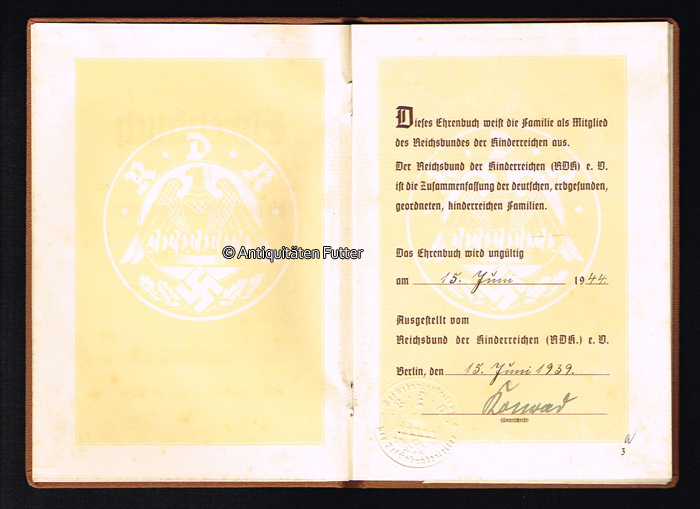 R·D·K
© Antiquitäten Futter
Dieses Ehrenbuch weist die Familie als Mitglied
des Reichsbundes der Kinderreichen aus.
Der Reichsbund der Kinderreichen (RDK) e. V.
ist die Zusammenfassung der deutschen, erbgesunden,
geordneten, kinderreichen Familien.
Das Ehrenbuch wird ungültig
am 15. Juni 1944
Ausgestellt vom
Reichsbund der Kinderreichen (RDK.) e. V.
Berlin, den 15. Juni 1939.
Konrad
(Unterschrift)
3